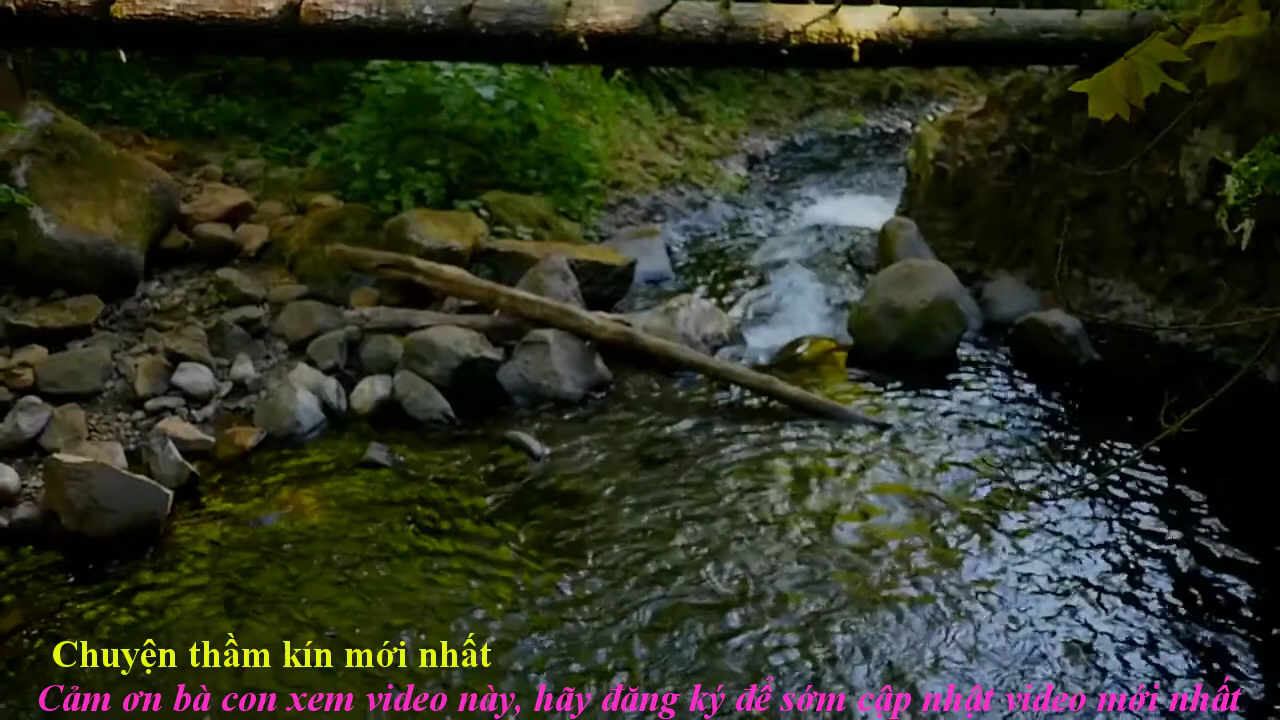 Chuyện thầm kín mới nhất
Cảm ơn bà con xem video này, hãy đăng ký để sớm cập nhật video mới nhất